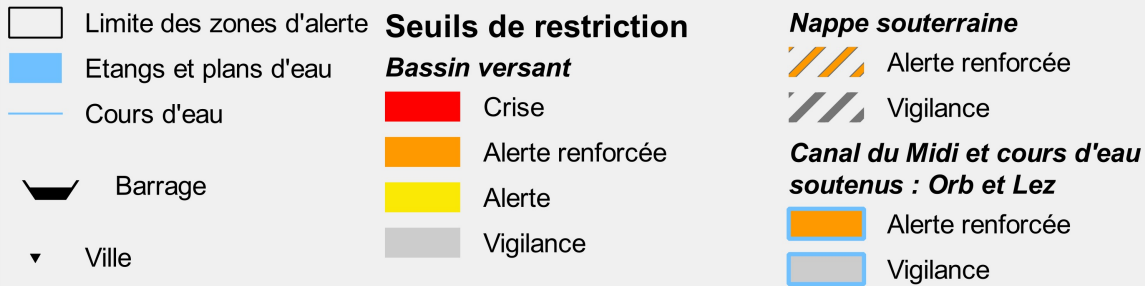 Limite des zones d'alerte
Etangs et plans d'eau
Cours d'eau
Barrage
Ville
Seuils de restriction
Bassin versant
Crise
Alerte renforcée
Alerte
Vigilance
Nappe souterraine
Alerte renforcée
Vigilance
Canal du Midi et cours d'eau
soutenus : Orb et Lez
Alerte renforcée
Vigilance